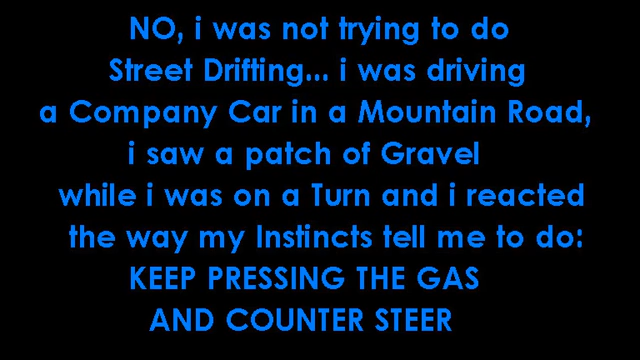 NO, i was not trying to do
Street Drifting... i was driving
a Company Car in a Mountain Road,
i saw a patch of Gravel
while i was on a Turn and i reacted
the way my Instincts tell me to do:
KEEP PRESSING THE GAS
AND COUNTER STEER